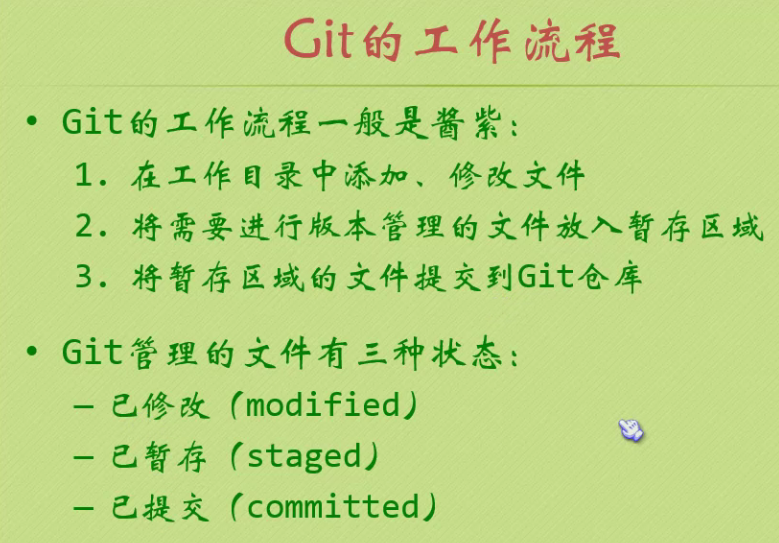 Git的工作流程
• Git的工作流程一般是酱紫：
1. 在工作目录中添加、修改文件
2. 将需要进行版本管理的文件放入暂存区域
3. 将暂存区域的文件提交到Git仓库
• Git管理的文件有三种状态：
– 已修改（modified）
– 已暂存（staged）
– 已提交（committed）